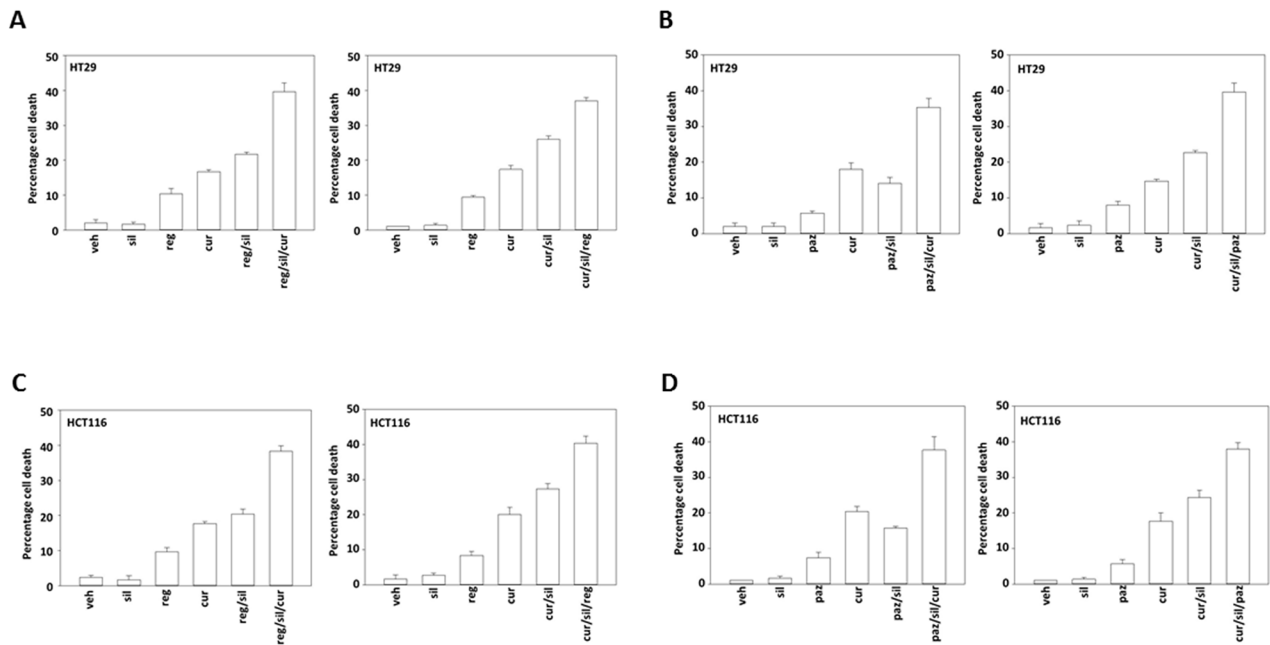 A
B
Percentage cell death
50
40
30
20
10
0
HT29
veh
sil
reg
cur
reg/sil
reg/sil/cur
Percentage cell death
50
40
30
20
10
0
HT29
veh
sil
reg
cur
cur/sil
cur/sil/reg
Percentage cell death
50
40
30
20
10
0
HT29
veh
sil
paz
cur
paz/sil
paz/sil/cur
Percentage cell death
50
40
30
20
10
0
HT29
veh
sil
paz
cur
cur/sil
cur/sil/paz
C
D
Percentage cell death
50
40
30
20
10
0
HCT116
veh
sil
reg
cur
reg/sil
reg/sil/cur
Percentage cell death
50
40
30
20
10
0
HCT116
veh
sil
reg
cur
cur/sil
cur/sil/reg
Percentage cell death
50
40
30
20
10
0
HCT116
veh
sil
paz
cur
paz/sil
paz/sil/cur
Percentage cell death
50
40
30
20
10
0
HCT116
veh
sil
paz
cur
cur/sil
cur/sil/paz